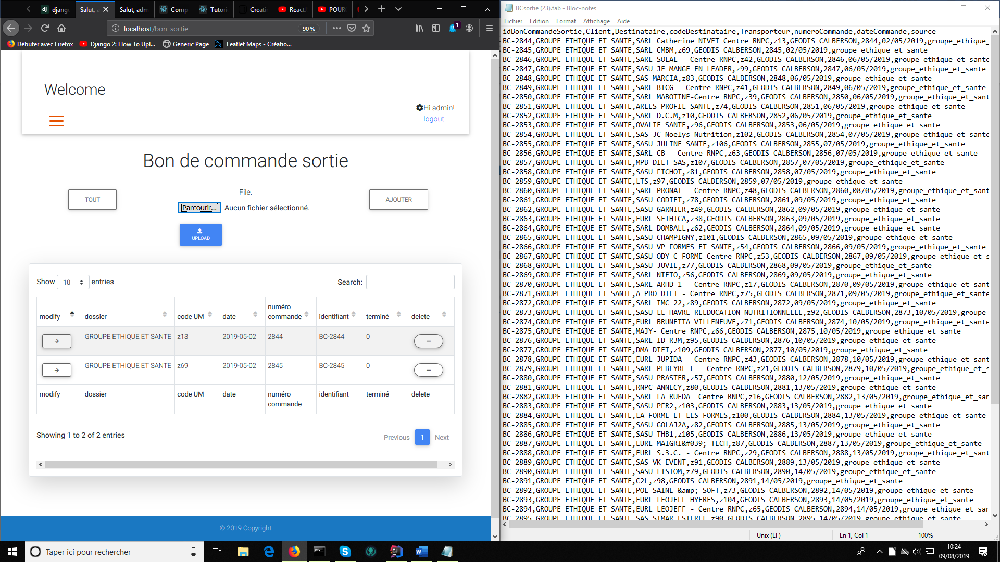 djang
Salut, a
Salut, adm
Comp
Tutori
Creatin
ReactJ
POURC
localhost/bon_sortie
90 %
1
Débuter avec Firefox
Django 2: How To Upl...
Generic Page
Leaflet Maps - Créatio...
Welcome
Hi admin!
logout
Bon de commande sortie
TOUT
File:
Parcourir...
Aucun fichier sélectionné.
AJOUTER
UPLOAD
Show 10 entries
Search:
modify dossier code UM date numéro commande identifiant terminé delete
GROUPE ETHIQUE ET SANTE z13 2019-05-02 2844 BC-2844 0
GROUPE ETHIQUE ET SANTE z69 2019-05-02 2845 BC-2845 0
modify dossier code UM date numéro commande identifiant terminé delete
Showing 1 to 2 of 2 entries
Previous 1 Next
© 2019 Copyright
BCsortie (23).tab - Bloc-notes
Fichier Edition Format Affichage Aide
idBonCommandeSortie,Client,Destinataire,codeDestinataire,Transporteur,numeroCommande,dateCommande,source
BC-2844,GROUPE ETHIQUE ET SANTE,SARL Catherine NIVET Centre RNPC,z13,GEODIS CALBERSON,2844,02/05/2019,groupe_ethique_
BC-2845,GROUPE ETHIQUE ET SANTE,SARL CMBM,z69,GEODIS CALBERSON,2845,02/05/2019,groupe_ethique_et_sante
BC-2846,GROUPE ETHIQUE ET SANTE,SARL SOLAL - Centre RNPC,z42,GEODIS CALBERSON,2846,06/05/2019,groupe_ethique_et_sante
BC-2847,GROUPE ETHIQUE ET SANTE,SASU JE MANGE EN LEADER,z99,GEODIS CALBERSON,2847,06/05/2019,groupe_ethique_et_sante
BC-2848,GROUPE ETHIQUE ET SANTE,SAS MARCIA,z83,GEODIS CALBERSON,2848,06/05/2019,groupe_ethique_et_sante
BC-2849,GROUPE ETHIQUE ET SANTE,SARL BICG - Centre RNPC,z41,GEODIS CALBERSON,2849,06/05/2019,groupe_ethique_et_sante
BC-2850,GROUPE ETHIQUE ET SANTE,SARL MABOTINE-Centre RNPC,z39,GEODIS CALBERSON,2850,06/05/2019,groupe_ethique_et_sant
BC-2851,GROUPE ETHIQUE ET SANTE,ARLES PROFIL SANTE,z74,GEODIS CALBERSON,2851,06/05/2019,groupe_ethique_et_sante
BC-2852,GROUPE ETHIQUE ET SANTE,SARL D.C.M,z10,GEODIS CALBERSON,2852,06/05/2019,groupe_ethique_et_sante
BC-2853,GROUPE ETHIQUE ET SANTE,OVALIE SANTE,z96,GEODIS CALBERSON,2853,06/05/2019,groupe_ethique_et_sante
BC-2854,GROUPE ETHIQUE ET SANTE,SAS JC Noelys Nutrition,z102,GEODIS CALBERSON,2854,07/05/2019,groupe_ethique_et_sante
BC-2855,GROUPE ETHIQUE ET SANTE,SASU JULINE SANTE,z106,GEODIS CALBERSON,2855,07/05/2019,groupe_ethique_et_sante
BC-2856,GROUPE ETHIQUE ET SANTE,SARL CB - Centre RNPC,z63,GEODIS CALBERSON,2856,07/05/2019,groupe_ethique_et_sante
BC-2857,GROUPE ETHIQUE ET SANTE,MPB DIET SAS,z107,GEODIS CALBERSON,2857,07/05/2019,groupe_ethique_et_sante
BC-2858,GROUPE ETHIQUE ET SANTE,SASU FICHOT,z81,GEODIS CALBERSON,2858,07/05/2019,groupe_ethique_et_sante
BC-2859,GROUPE ETHIQUE ET SANTE,LTS,z97,GEODIS CALBERSON,2859,07/05/2019,groupe_ethique_et_sante
BC-2860,GROUPE ETHIQUE ET SANTE,SARL PRONAT - Centre RNPC,z48,GEODIS CALBERSON,2860,08/05/2019,groupe_ethique_et_sant
BC-2861,GROUPE ETHIQUE ET SANTE,SASU CODIET,z78,GEODIS CALBERSON,2861,09/05/2019,groupe_ethique_et_sante
BC-2862,GROUPE ETHIQUE ET SANTE,SASU GARNIER,z49,GEODIS CALBERSON,2862,09/05/2019,groupe_ethique_et_sante
BC-2863,GROUPE ETHIQUE ET SANTE,EURL SETHICA,z38,GEODIS CALBERSON,2863,09/05/2019,groupe_ethique_et_sante
BC-2864,GROUPE ETHIQUE ET SANTE,SARL DOMBALL,z62,GEODIS CALBERSON,2864,09/05/2019,groupe_ethique_et_sante
BC-2865,GROUPE ETHIQUE ET SANTE,SASU CHAMPIGNY,z101,GEODIS CALBERSON,2865,09/05/2019,groupe_ethique_et_sante
BC-2866,GROUPE ETHIQUE ET SANTE,SASU VP FORMES ET SANTE,z54,GEODIS CALBERSON,2866,09/05/2019,groupe_ethique_et_sante
BC-2867,GROUPE ETHIQUE ET SANTE,SASU ODY C FORME Centre RNPC,z53,GEODIS CALBERSON,2867,09/05/2019,groupe_ethique_et_s
BC-2868,GROUPE ETHIQUE ET SANTE,SASU JUVIE,z77,GEODIS CALBERSON,2868,09/05/2019,groupe_ethique_et_sante
BC-2869,GROUPE ETHIQUE ET SANTE,SARL NIETO,z56,GEODIS CALBERSON,2869,09/05/2019,groupe_ethique_et_sante
BC-2870,GROUPE ETHIQUE ET SANTE,SARL ARHD 1 - Centre RNPC,z17,GEODIS CALBERSON,2870,09/05/2019,groupe_ethique_et_sant
BC-2871,GROUPE ETHIQUE ET SANTE,A PRO DIET - Centre RNPC,z75,GEODIS CALBERSON,2871,09/05/2019,groupe_ethique_et_sante
BC-2872,GROUPE ETHIQUE ET SANTE,SARL IMC 22,z89,GEODIS CALBERSON,2872,09/05/2019,groupe_ethique_et_sante
BC-2873,GROUPE ETHIQUE ET SANTE,SASU LE HAVRE REEDUCATION NUTRITIONNELLE,z92,GEODIS CALBERSON,2873,10/05/2019,groupe_
BC-2874,GROUPE ETHIQUE ET SANTE,EURL BRUNETTA VILLENEUVE,z71,GEODIS CALBERSON,2874,10/05/2019,groupe_ethique_et_sante
BC-2875,GROUPE ETHIQUE ET SANTE,MAJY- Centre RNPC,z66,GEODIS CALBERSON,2875,10/05/2019,groupe_ethique_et_sante
BC-2876,GROUPE ETHIQUE ET SANTE,SARL ID R3M,z95,GEODIS CALBERSON,2876,10/05/2019,groupe_ethique_et_sante
BC-2877,GROUPE ETHIQUE ET SANTE,DMA DIET,z109,GEODIS CALBERSON,2877,10/05/2019,groupe_ethique_et_sante
BC-2878,GROUPE ETHIQUE ET SANTE,EURL JUPIDA - Centre RNPC,z43,GEODIS CALBERSON,2878,10/05/2019,groupe_ethique_et_sant
BC-2879,GROUPE ETHIQUE ET SANTE,SARL PEBEYRE L - Centre RNPC,z21,GEODIS CALBERSON,2879,10/05/2019,groupe_ethique_et_s
BC-2880,GROUPE ETHIQUE ET SANTE,SASU PRASTER,z57,GEODIS CALBERSON,2880,12/05/2019,groupe_ethique_et_sante
BC-2881,GROUPE ETHIQUE ET SANTE,RNPC ANNECY,z80,GEODIS CALBERSON,2881,13/05/2019,groupe_ethique_et_sante
BC-2882,GROUPE ETHIQUE ET SANTE,SARL LA RUEDA  Centre RNPC,z16,GEODIS CALBERSON,2882,13/05/2019,groupe_ethique_et_san
BC-2883,GROUPE ETHIQUE ET SANTE,SASU PFR2,z103,GEODIS CALBERSON,2883,13/05/2019,groupe_ethique_et_sante
BC-2884,GROUPE ETHIQUE ET SANTE,LA FORME ET LES FORMES,z100,GEODIS CALBERSON,2884,13/05/2019,groupe_ethique_et_sante
BC-2885,GROUPE ETHIQUE ET SANTE,SASU GOLAJ2A,z82,GEODIS CALBERSON,2885,13/05/2019,groupe_ethique_et_sante
BC-2886,GROUPE ETHIQUE ET SANTE,SASU THB1,z105,GEODIS CALBERSON,2886,13/05/2019,groupe_ethique_et_sante
BC-2887,GROUPE ETHIQUE ET SANTE,EURL MAIGRI&#039; TECH,z87,GEODIS CALBERSON,2887,13/05/2019,groupe_ethique_et_sante
BC-2888,GROUPE ETHIQUE ET SANTE,EURL S.3.C. - Centre RNPC,z29,GEODIS CALBERSON,2888,13/05/2019,groupe_ethique_et_sant
BC-2889,GROUPE ETHIQUE ET SANTE,SAS VK EVENT,z91,GEODIS CALBERSON,2889,13/05/2019,groupe_ethique_et_sante
BC-2890,GROUPE ETHIQUE ET SANTE,SASU LISTOM,z79,GEODIS CALBERSON,2890,14/05/2019,groupe_ethique_et_sante
BC-2891,GROUPE ETHIQUE ET SANTE,C2L,z98,GEODIS CALBERSON,2891,14/05/2019,groupe_ethique_et_sante
BC-2892,GROUPE ETHIQUE ET SANTE,POL SAINE &amp; SOFT,z73,GEODIS CALBERSON,2892,14/05/2019,groupe_ethique_et_sante
BC-2893,GROUPE ETHIQUE ET SANTE,EURL LEOJEFF HYERES,z104,GEODIS CALBERSON,2893,14/05/2019,groupe_ethique_et_sante
BC-2894,GROUPE ETHIQUE ET SANTE,EURL LEOJEFF - Centre RNPC,z65,GEODIS CALBERSON,2894,14/05/2019,groupe_ethique_et_san
BC-2895,GROUPE ETHIQUE ET SANTE,SAS SIMAR ESTEREL,z90,GEODIS CALBERSON,2895,14/05/2019,groupe_ethique_et_sante
Unix (LF)
Ln 1, Col 1
100%
Taper ici pour rechercher
10:24
09/08/2019